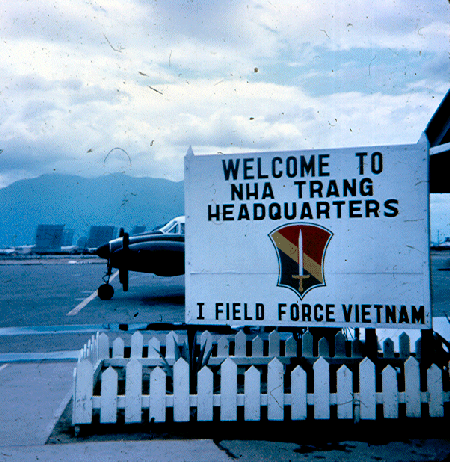 WELCOME TO
NHA TRANG
HEADQUARTERS
I FIELD FORCE VIETNAM